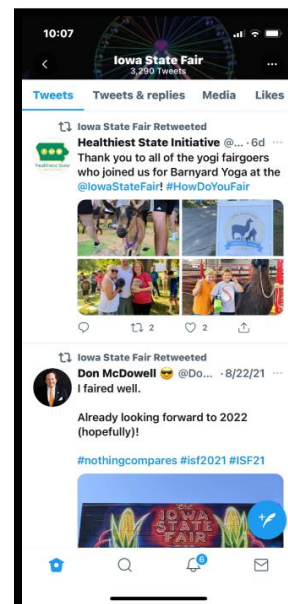 10:07
Iowa State Fair
3,290 Tweets
Tweets Tweets & replies Media Likes
Iowa State Fair Retweeted
Healthiest State Initiative @... · 6d
Thank you to all of the yogi fairgoers
who joined us for Barnyard Yoga at the
@IowaStateFair! #HowDoYouFair
2 2
Iowa State Fair Retweeted
Don McDowell 😎 @Do... · 8/22/21
I faired well.
Already looking forward to 2022
(hopefully)!
#nothingcompares #isf2021 #ISF21
THE
IOWA
STATE
FAIR
6